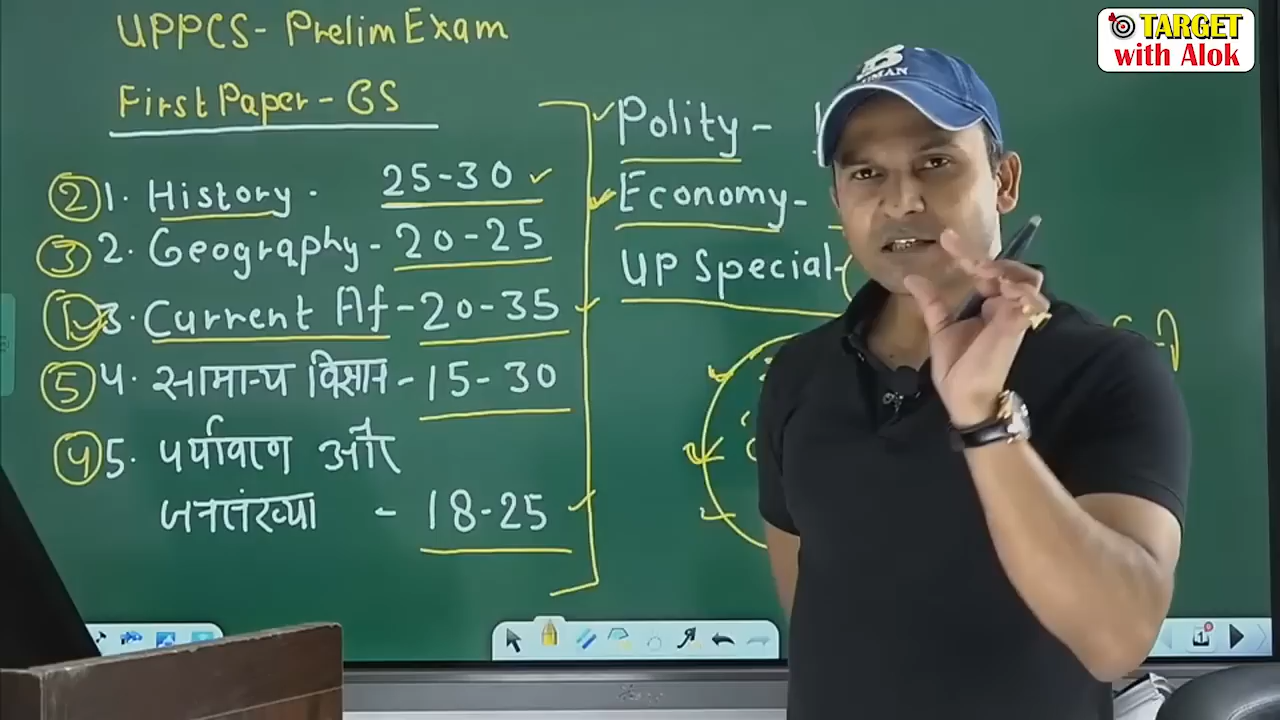 UPPCS - Prelim Exam
First Paper - GS
② 1. History - 25-30
③ 2. Geography - 20-25
① 3. Current Af - 20-35
⑤ 4. सामान्य विज्ञान - 15-30
④ 5. पर्यावरण और
जनसंख्या - 18-25
Polity -
Economy -
UP Special -
TARGET
with Alok
B
MAN
1